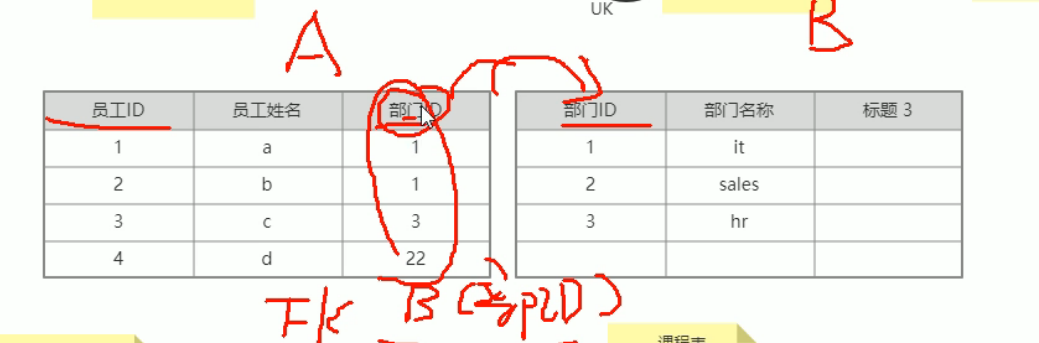 UK
A
B
员工ID 员工姓名 部门ID 部门ID 部门名称 标题 3
1 a 1 1 it
2 b 1 2 sales
3 c 3 3 hr
4 d 22
FK B (
ID)
课程表